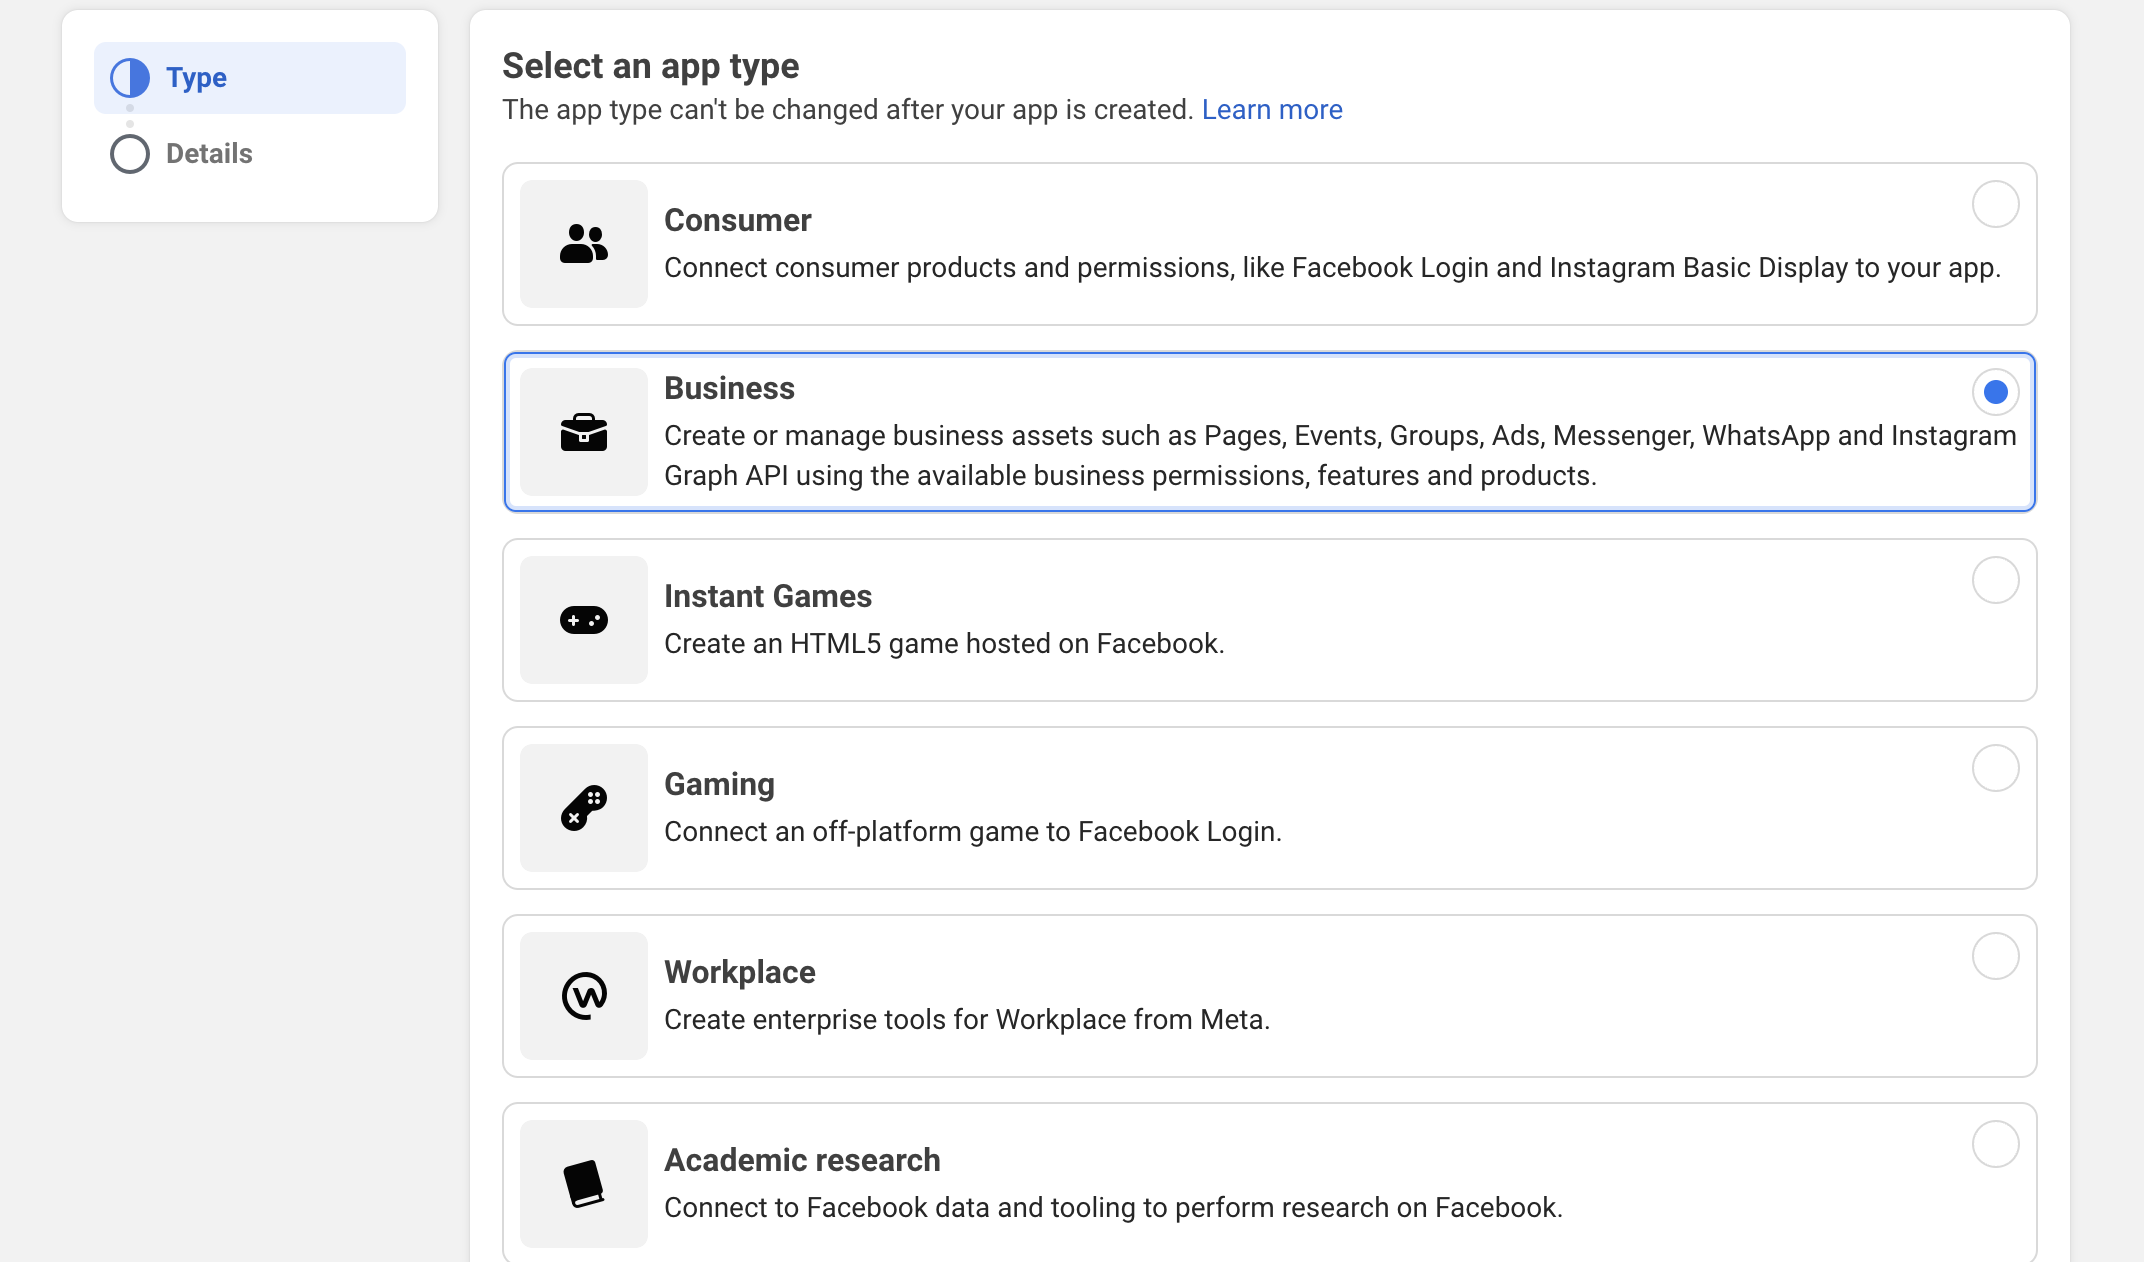 Type
Details
Select an app type
The app type can't be changed after your app is created. Learn more
Consumer
Connect consumer products and permissions, like Facebook Login and Instagram Basic Display to your app.
Business
Create or manage business assets such as Pages, Events, Groups, Ads, Messenger, WhatsApp and Instagram
Graph API using the available business permissions, features and products.
Instant Games
Create an HTML5 game hosted on Facebook.
Gaming
Connect an off-platform game to Facebook Login.
Workplace
Create enterprise tools for Workplace from Meta.
Academic research
Connect to Facebook data and tooling to perform research on Facebook.